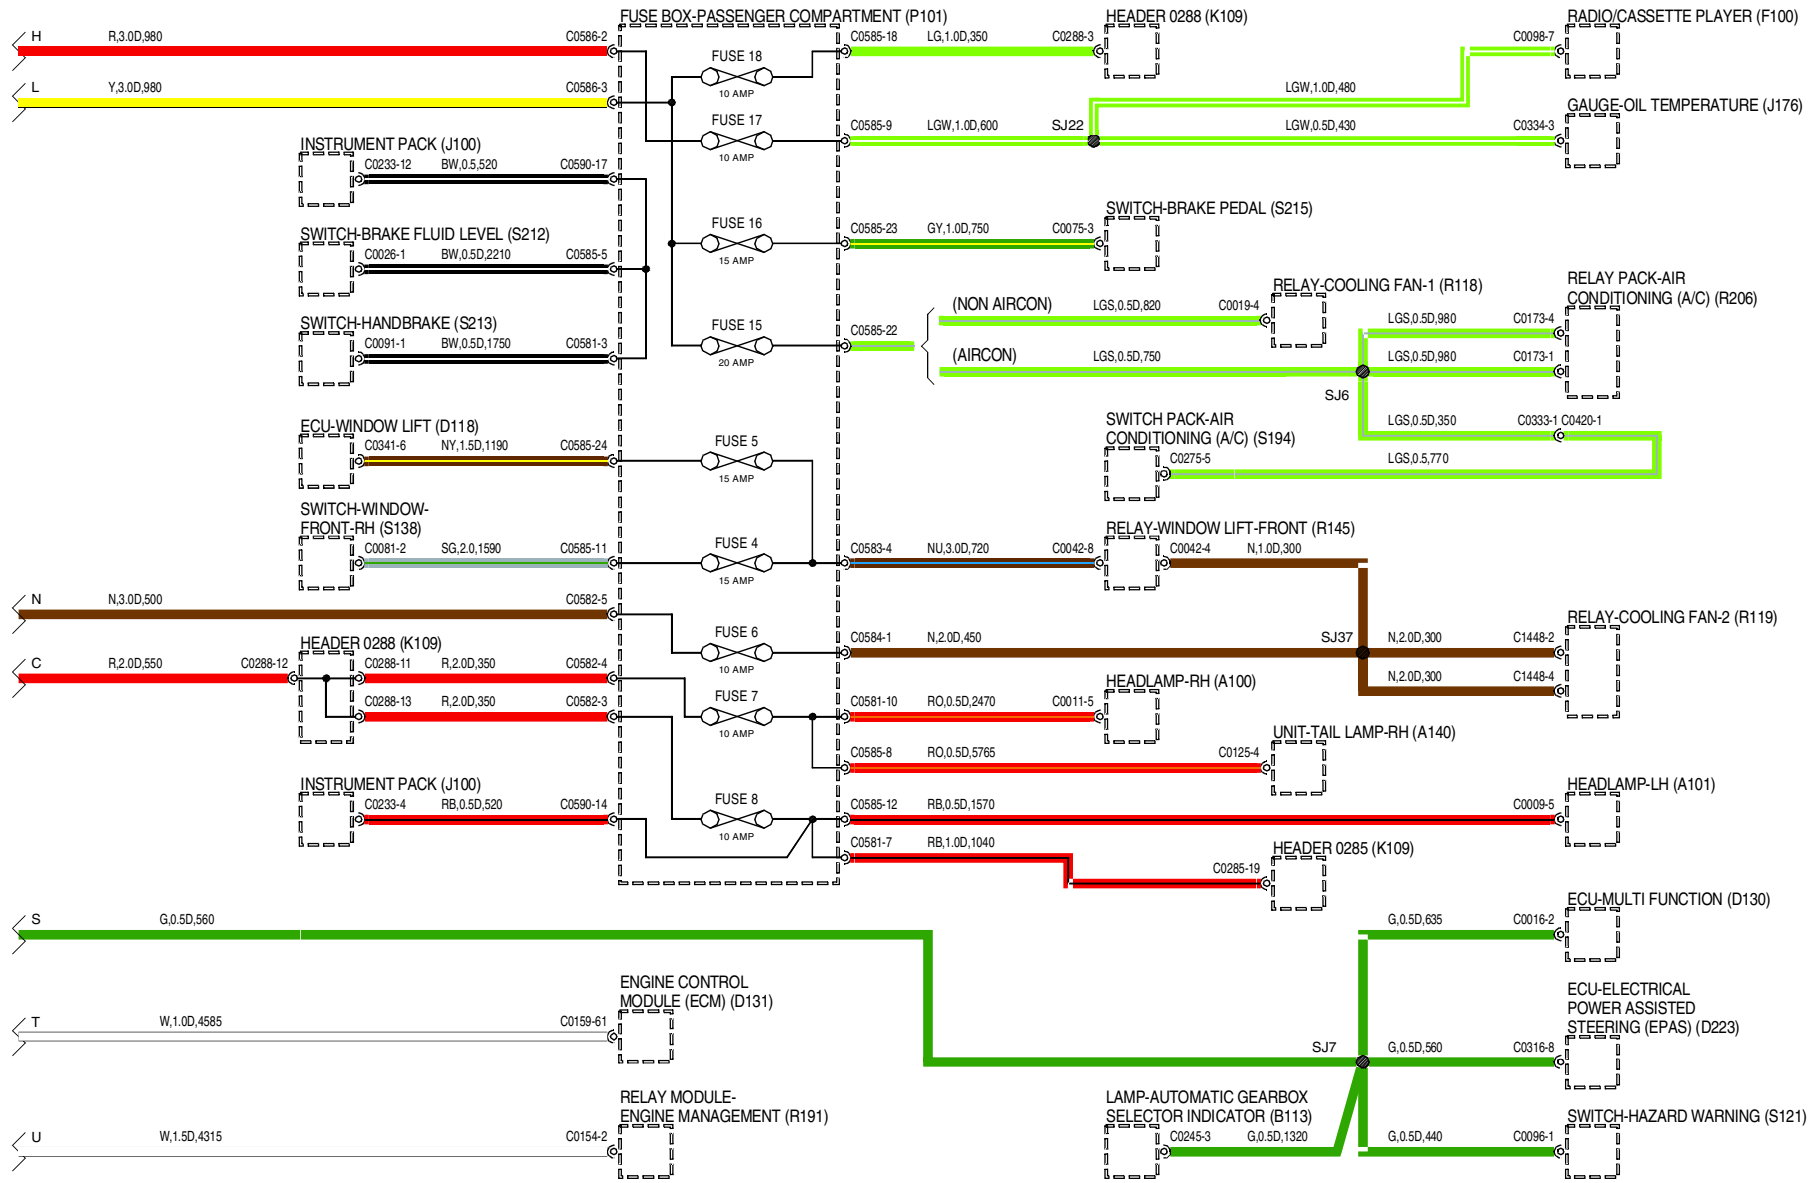 FUSE BOX-PASSENGER COMPARTMENT (P101)
HEADER 0288 (K109)
RADIO/CASSETTE PLAYER (F100)
H
R,3.0D,980
C0586-2
C0585-18
LG,1.0D,350
C0288-3
C0098-7
FUSE 18
10 AMP
L
Y,3.0D,980
C0586-3
LGW,1.0D,480
GAUGE-OIL TEMPERATURE (J176)
FUSE 17
10 AMP
C0585-9
LGW,1.0D,600
SJ22
LGW,0.5D,430
C0334-3
INSTRUMENT PACK (J100)
C0233-12
BW,0.5,520
C0590-17
SWITCH-BRAKE PEDAL (S215)
FUSE 16
15 AMP
C0585-23
GY,1.0D,750
C0075-3
SWITCH-BRAKE FLUID LEVEL (S212)
C0026-1
BW,0.5D,2210
C0585-5
RELAY-COOLING FAN-1 (R118)
RELAY PACK-AIR
CONDITIONING (A/C) (R206)
(NON AIRCON)
LGS,0.5D,820
C0019-4
SWITCH-HANDBRAKE (S213)
C0091-1
BW,0.5D,1750
C0581-3
FUSE 15
20 AMP
C0585-22
LGS,0.5D,980
C0173-4
(AIRCON)
LGS,0.5D,750
LGS,0.5D,980
C0173-1
SJ6
SWITCH PACK-AIR
CONDITIONING (A/C) (S194)
LGS,0.5D,350
C0333-1
C0420-1
C0275-5
LGS,0.5,770
ECU-WINDOW LIFT (D118)
C0341-6
NY,1.5D,1190
C0585-24
FUSE 5
15 AMP
SWITCH-WINDOW-
FRONT-RH (S138)
C0081-2
SG,2.0,1590
C0585-11
FUSE 4
15 AMP
C0583-4
NU,3.0D,720
C0042-8
RELAY-WINDOW LIFT-FRONT (R145)
C0042-4
N,1.0D,300
N
N,3.0D,500
C0582-5
RELAY-COOLING FAN-2 (R119)
FUSE 6
10 AMP
C0584-1
N,2.0D,450
SJ37
N,2.0D,300
C1448-2
N,2.0D,300
C1448-4
HEADER 0288 (K109)
C
R,2.0D,550
C0288-12
C0288-11
R,2.0D,350
C0582-4
C0288-13
R,2.0D,350
C0582-3
FUSE 7
10 AMP
HEADLAMP-RH (A100)
C0581-10
RO,0.5D,2470
C0011-5
UNIT-TAIL LAMP-RH (A140)
C0585-8
RO,0.5D,5765
C0125-4
INSTRUMENT PACK (J100)
C0233-4
RB,0.5D,520
C0590-14
FUSE 8
10 AMP
HEADLAMP-LH (A101)
C0585-12
RB,0.5D,1570
C0009-5
C0581-7
RB,1.0D,1040
HEADER 0285 (K109)
C0285-19
ECU-MULTI FUNCTION (D130)
S
G,0.5D,560
G,0.5D,635
C0016-2
ENGINE CONTROL
MODULE (ECM) (D131)
T
W,1.0D,4585
C0159-61
ECU-ELECTRICAL
POWER ASSISTED
STEERING (EPAS) (D223)
SJ7
G,0.5D,560
C0316-8
RELAY MODULE-
ENGINE MANAGEMENT (R191)
U
W,1.5D,4315
C0154-2
LAMP-AUTOMATIC GEARBOX
SELECTOR INDICATOR (B113)
C0245-3
G,0.5D,1320
SWITCH-HAZARD WARNING (S121)
G,0.5D,440
C0096-1